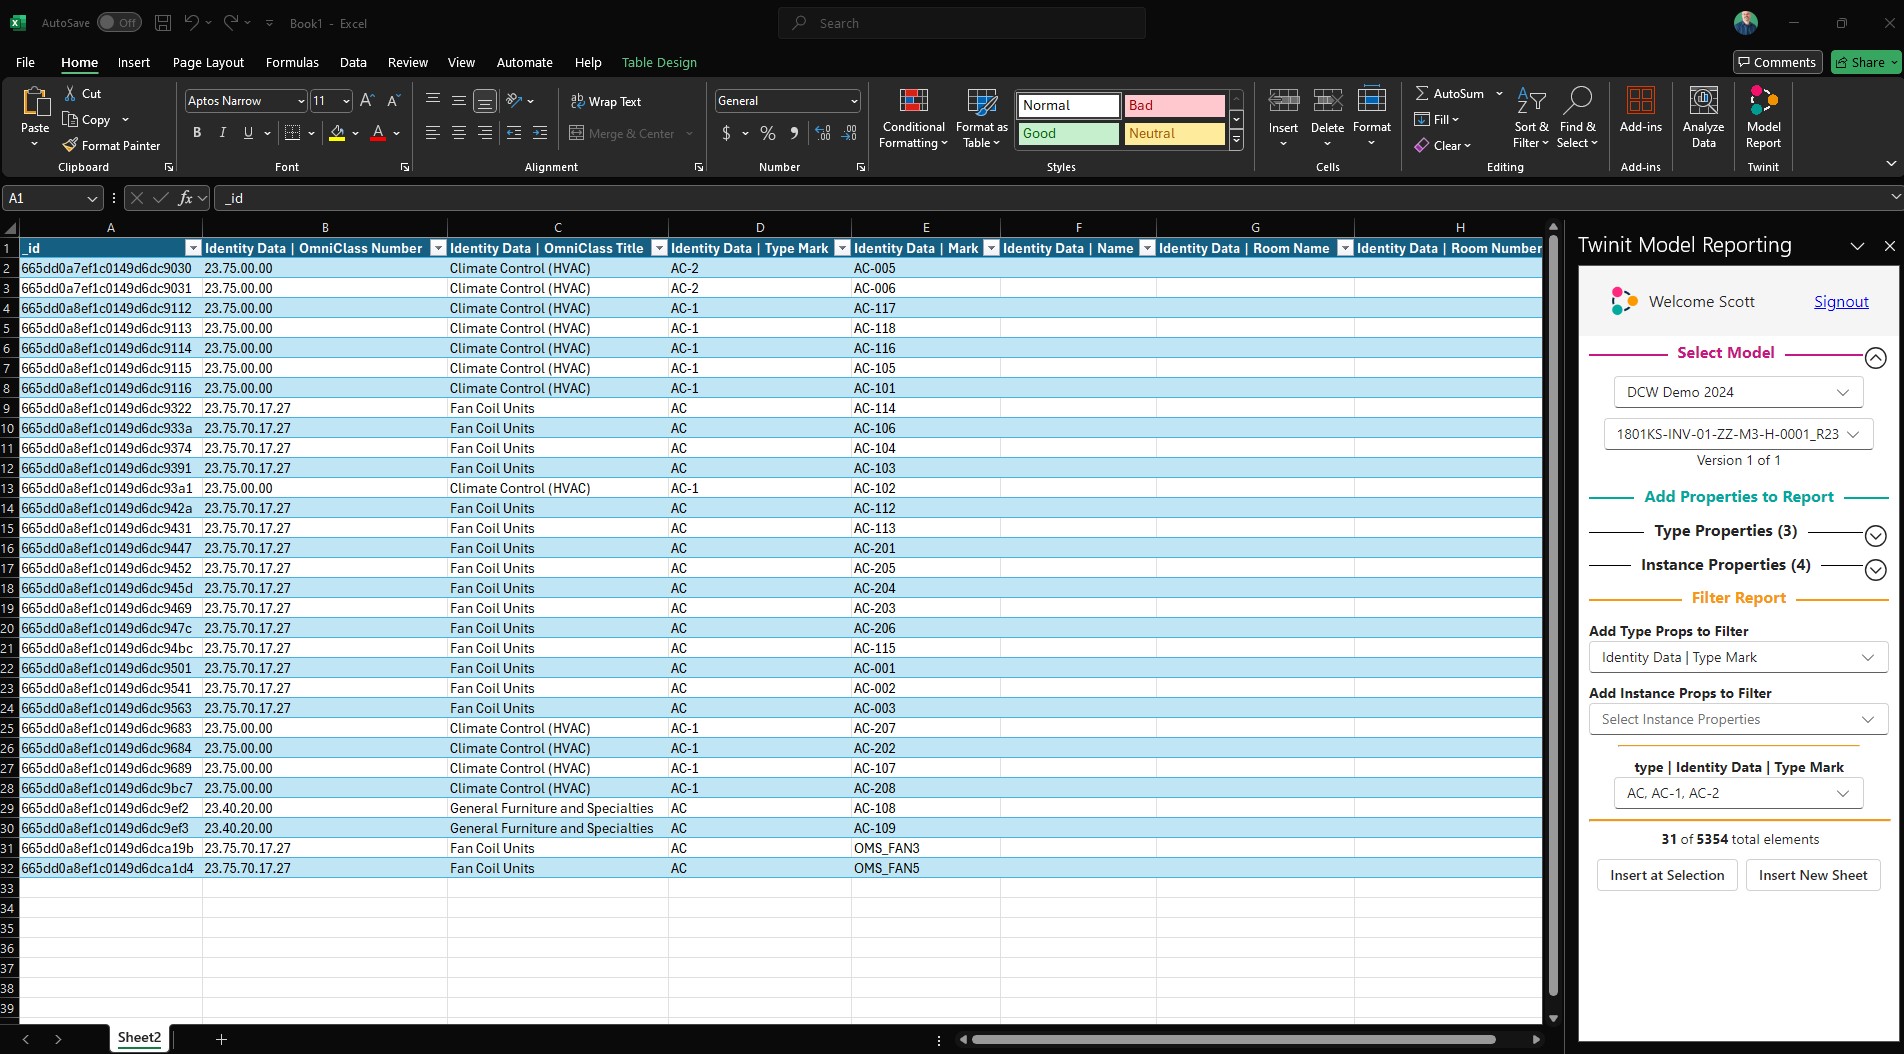 AutoSave Off Book1 - Excel Search
File Home Insert Page Layout Formulas Data Review View Automate Help Table Design Comments Share
Paste Cut Copy Format Painter Clipboard
Aptos Narrow 11 B I U A Font
Wrap Text Merge & Center Alignment
General $ % Number
Conditional Formatting Format as Table Normal Bad Good Neutral Styles
Insert Delete Format Cells
AutoSum Fill Clear Sort & Filter Find & Select Editing
Add-ins Add-ins Analyze Data Model Report Twinit
A1 fx _id
A B C D E F G H
1 _id Identity Data | OmniClass Number Identity Data | OmniClass Title Identity Data | Type Mark Identity Data | Mark Identity Data | Name Identity Data | Room Name Identity Data | Room Number
2 665dd0a7ef1c0149d6dc9030 23.75.00.00 Climate Control (HVAC) AC-2 AC-005
3 665dd0a7ef1c0149d6dc9031 23.75.00.00 Climate Control (HVAC) AC-2 AC-006
4 665dd0a8ef1c0149d6dc9112 23.75.00.00 Climate Control (HVAC) AC-1 AC-117
5 665dd0a8ef1c0149d6dc9113 23.75.00.00 Climate Control (HVAC) AC-1 AC-118
6 665dd0a8ef1c0149d6dc9114 23.75.00.00 Climate Control (HVAC) AC-1 AC-116
7 665dd0a8ef1c0149d6dc9115 23.75.00.00 Climate Control (HVAC) AC-1 AC-105
8 665dd0a8ef1c0149d6dc9116 23.75.00.00 Climate Control (HVAC) AC-1 AC-101
9 665dd0a8ef1c0149d6dc9322 23.75.70.17.27 Fan Coil Units AC AC-114
10 665dd0a8ef1c0149d6dc933a 23.75.70.17.27 Fan Coil Units AC AC-106
11 665dd0a8ef1c0149d6dc9374 23.75.70.17.27 Fan Coil Units AC AC-104
12 665dd0a8ef1c0149d6dc9391 23.75.70.17.27 Fan Coil Units AC AC-103
13 665dd0a8ef1c0149d6dc93a1 23.75.00.00 Climate Control (HVAC) AC-1 AC-102
14 665dd0a8ef1c0149d6dc942a 23.75.70.17.27 Fan Coil Units AC AC-112
15 665dd0a8ef1c0149d6dc9431 23.75.70.17.27 Fan Coil Units AC AC-113
16 665dd0a8ef1c0149d6dc9447 23.75.70.17.27 Fan Coil Units AC AC-201
17 665dd0a8ef1c0149d6dc9452 23.75.70.17.27 Fan Coil Units AC AC-205
18 665dd0a8ef1c0149d6dc945d 23.75.70.17.27 Fan Coil Units AC AC-204
19 665dd0a8ef1c0149d6dc9469 23.75.70.17.27 Fan Coil Units AC AC-203
20 665dd0a8ef1c0149d6dc947c 23.75.70.17.27 Fan Coil Units AC AC-206
21 665dd0a8ef1c0149d6dc94bc 23.75.70.17.27 Fan Coil Units AC AC-115
22 665dd0a8ef1c0149d6dc9501 23.75.70.17.27 Fan Coil Units AC AC-001
23 665dd0a8ef1c0149d6dc9541 23.75.70.17.27 Fan Coil Units AC AC-002
24 665dd0a8ef1c0149d6dc9563 23.75.70.17.27 Fan Coil Units AC AC-003
25 665dd0a8ef1c0149d6dc9683 23.75.00.00 Climate Control (HVAC) AC-1 AC-207
26 665dd0a8ef1c0149d6dc9684 23.75.00.00 Climate Control (HVAC) AC-1 AC-202
27 665dd0a8ef1c0149d6dc9689 23.75.00.00 Climate Control (HVAC) AC-1 AC-107
28 665dd0a8ef1c0149d6dc9bc7 23.75.00.00 Climate Control (HVAC) AC-1 AC-208
29 665dd0a8ef1c0149d6dc9ef2 23.40.20.00 General Furniture and Specialties AC AC-108
30 665dd0a8ef1c0149d6dc9ef3 23.40.20.00 General Furniture and Specialties AC AC-109
31 665dd0a8ef1c0149d6dca19b 23.75.70.17.27 Fan Coil Units AC OMS_FAN3
32 665dd0a8ef1c0149d6dca1d4 23.75.70.17.27 Fan Coil Units AC OMS_FAN5
33
34
35
36
37
38
39
Sheet2
Twinit Model Reporting
Welcome Scott Signout
Select Model
DCW Demo 2024
1801KS-INV-01-ZZ-M3-H-0001_R23
Version 1 of 1
Add Properties to Report
Type Properties (3)
Instance Properties (4)
Filter Report
Add Type Props to Filter
Identity Data | Type Mark
Add Instance Props to Filter
Select Instance Properties
type | Identity Data | Type Mark
AC, AC-1, AC-2
31 of 5354 total elements
Insert at Selection Insert New Sheet